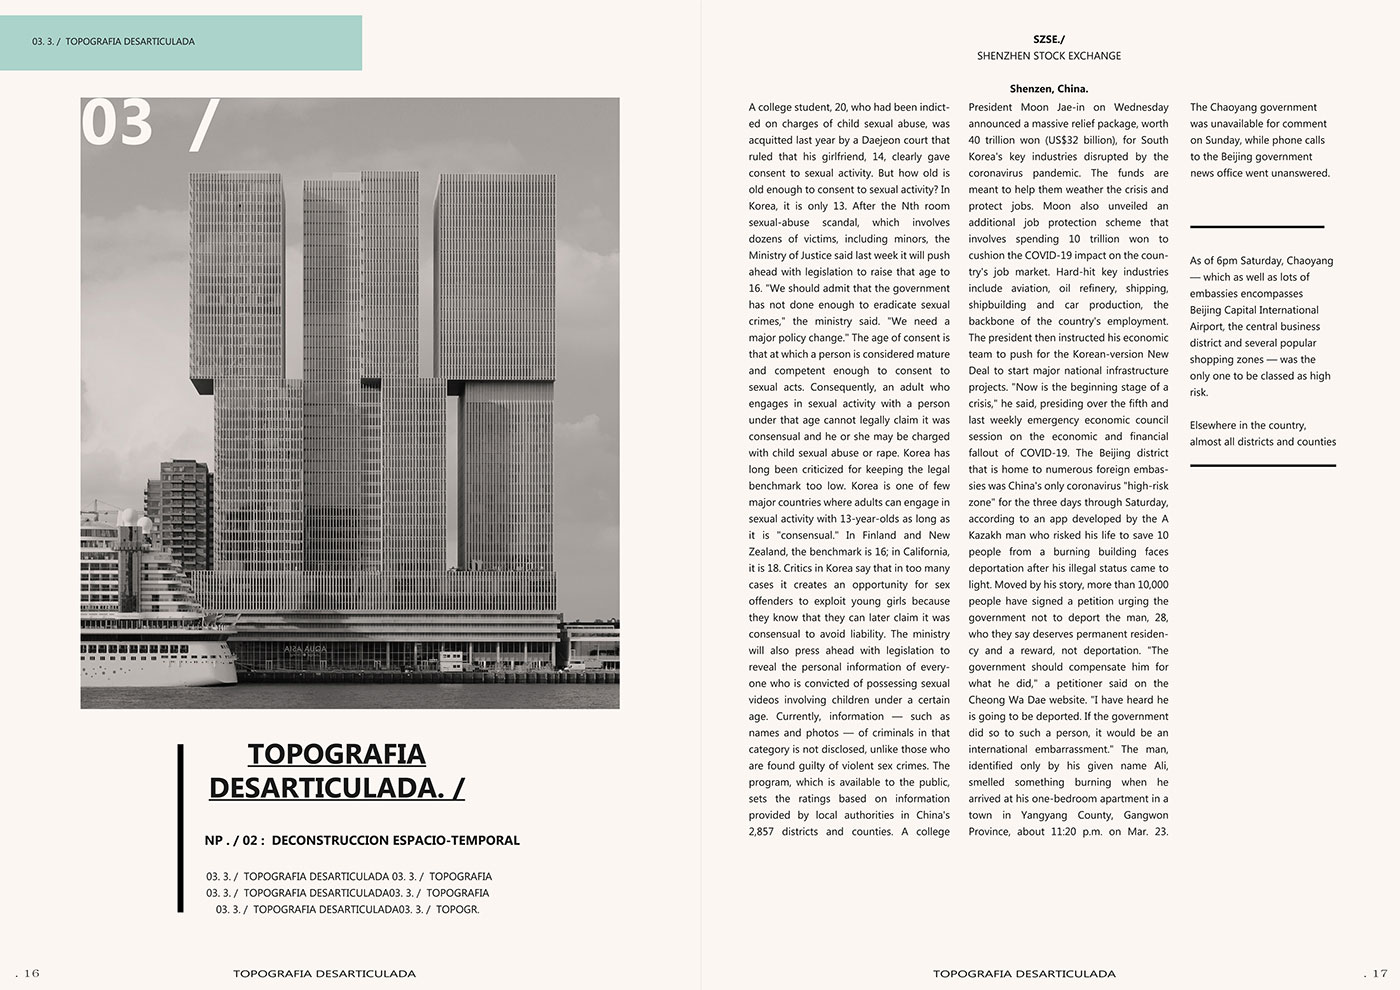 03. 3. /  TOPOGRAFIA DESARTICULADA
03 /
TOPOGRAFIA
DESARTICULADA. /
NP . / 02 :  DECONSTRUCCION ESPACIO-TEMPORAL
03. 3. /  TOPOGRAFIA DESARTICULADA 03. 3. /  TOPOGRAFIA
03. 3. /  TOPOGRAFIA DESARTICULADA03. 3. /  TOPOGRAFIA
03. 3. /  TOPOGRAFIA DESARTICULADA03. 3. /  TOPOGR.
. 16
TOPOGRAFIA DESARTICULADA
SZSE./
SHENZHEN STOCK EXCHANGE
Shenzen, China.
A college student, 20, who had been indict-
ed on charges of child sexual abuse, was
acquitted last year by a Daejeon court that
ruled that his girlfriend, 14, clearly gave
consent to sexual activity. But how old is
old enough to consent to sexual activity? In
Korea, it is only 13. After the Nth room
sexual-abuse scandal, which involves
dozens of victims, including minors, the
Ministry of Justice said last week it will push
ahead with legislation to raise that age to
16. "We should admit that the government
has not done enough to eradicate sexual
crimes," the ministry said. "We need a
major policy change." The age of consent is
that at which a person is considered mature
and competent enough to consent to
sexual acts. Consequently, an adult who
engages in sexual activity with a person
under that age cannot legally claim it was
consensual and he or she may be charged
with child sexual abuse or rape. Korea has
long been criticized for keeping the legal
benchmark too low. Korea is one of few
major countries where adults can engage in
sexual activity with 13-year-olds as long as
it is "consensual." In Finland and New
Zealand, the benchmark is 16; in California,
it is 18. Critics in Korea say that in too many
cases it creates an opportunity for sex
offenders to exploit young girls because
they know that they can later claim it was
consensual to avoid liability. The ministry
will also press ahead with legislation to
reveal the personal information of every-
one who is convicted of possessing sexual
videos involving children under a certain
age. Currently, information — such as
names and photos — of criminals in that
category is not disclosed, unlike those who
are found guilty of violent sex crimes. The
program, which is available to the public,
sets the ratings based on information
provided by local authorities in China's
2,857 districts and counties. A college
President Moon Jae-in on Wednesday
announced a massive relief package, worth
40 trillion won (US$32 billion), for South
Korea's key industries disrupted by the
coronavirus pandemic. The funds are
meant to help them weather the crisis and
protect jobs. Moon also unveiled an
additional job protection scheme that
involves spending 10 trillion won to
cushion the COVID-19 impact on the coun-
try's job market. Hard-hit key industries
include aviation, oil refinery, shipping,
shipbuilding and car production, the
backbone of the country's employment.
The president then instructed his economic
team to push for the Korean-version New
Deal to start major national infrastructure
projects. "Now is the beginning stage of a
crisis," he said, presiding over the fifth and
last weekly emergency economic council
session on the economic and financial
fallout of COVID-19. The Beijing district
that is home to numerous foreign embas-
sies was China's only coronavirus "high-risk
zone" for the three days through Saturday,
according to an app developed by the A
Kazakh man who risked his life to save 10
people from a burning building faces
deportation after his illegal status came to
light. Moved by his story, more than 10,000
people have signed a petition urging the
government not to deport the man, 28,
who they say deserves permanent residen-
cy and a reward, not deportation. "The
government should compensate him for
what he did," a petitioner said on the
Cheong Wa Dae website. "I have heard he
is going to be deported. If the government
did so to such a person, it would be an
international embarrassment." The man,
identified only by his given name Ali,
smelled something burning when he
arrived at his one-bedroom apartment in a
town in Yangyang County, Gangwon
Province, about 11:20 p.m. on Mar. 23.
The Chaoyang government
was unavailable for comment
on Sunday, while phone calls
to the Beijing government
news office went unanswered.
As of 6pm Saturday, Chaoyang
— which as well as lots of
embassies encompasses
Beijing Capital International
Airport, the central business
district and several popular
shopping zones — was the
only one to be classed as high
risk.
Elsewhere in the country,
almost all districts and counties
TOPOGRAFIA DESARTICULADA
. 17